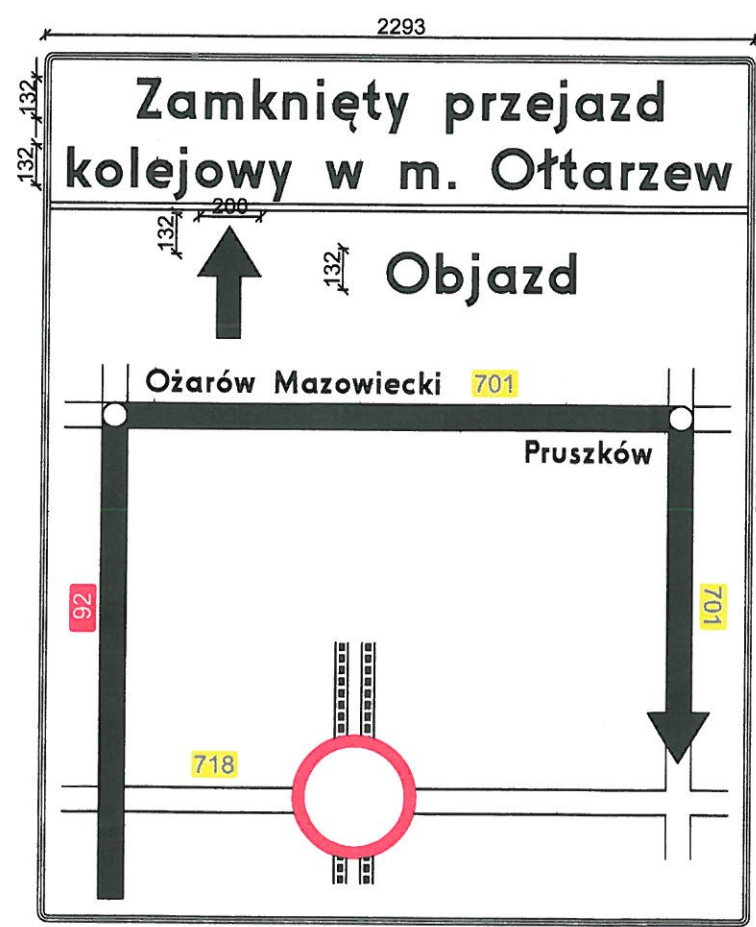 2293
132
Zamknięty przejazd
132
kolejowy w m. Ołtarzew
200
132
132
Objazd
Ożarów Mazowiecki 701
Pruszków
92
701
718